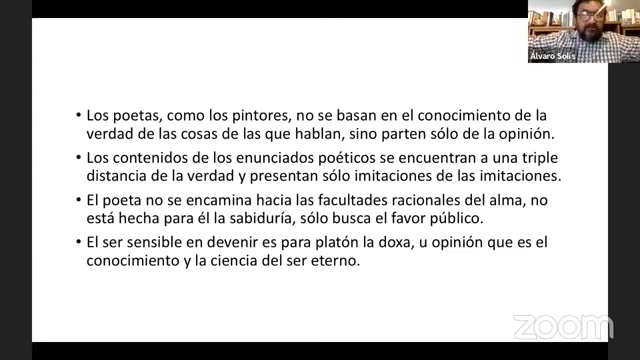 Álvaro Solís
• Los poetas, como los pintores, no se basan en el conocimiento de la
verdad de las cosas de las que hablan, sino parten sólo de la opinión.
• Los contenidos de los enunciados poéticos se encuentran a una triple
distancia de la verdad y presentan sólo imitaciones de las imitaciones.
• El poeta no se encamina hacia las facultades racionales del alma, no
está hecha para él la sabiduría, sólo busca el favor público.
• El ser sensible en devenir es para platón la doxa, u opinión que es el
conocimiento y la ciencia del ser eterno.
zoom